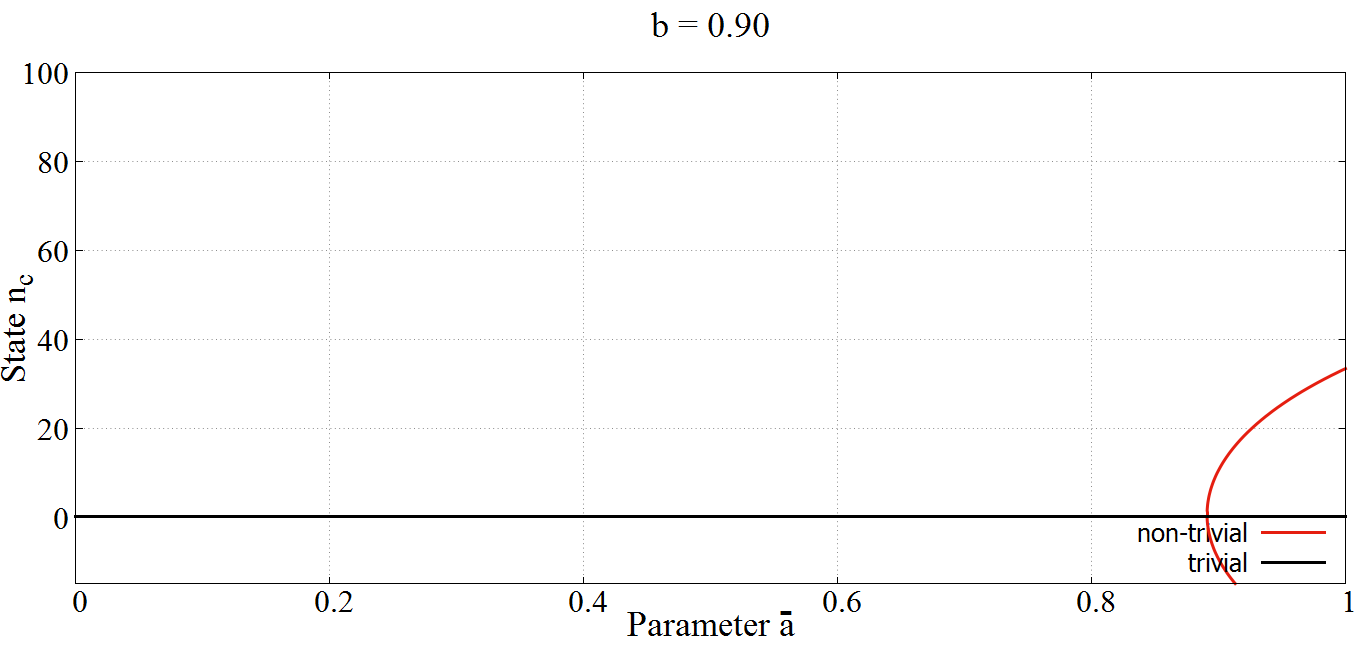 b = 0.90
100
80
60
40
20
0
State n_c
non-trivial
trivial
0 0.2 0.4 0.6 0.8 1
Parameter ā